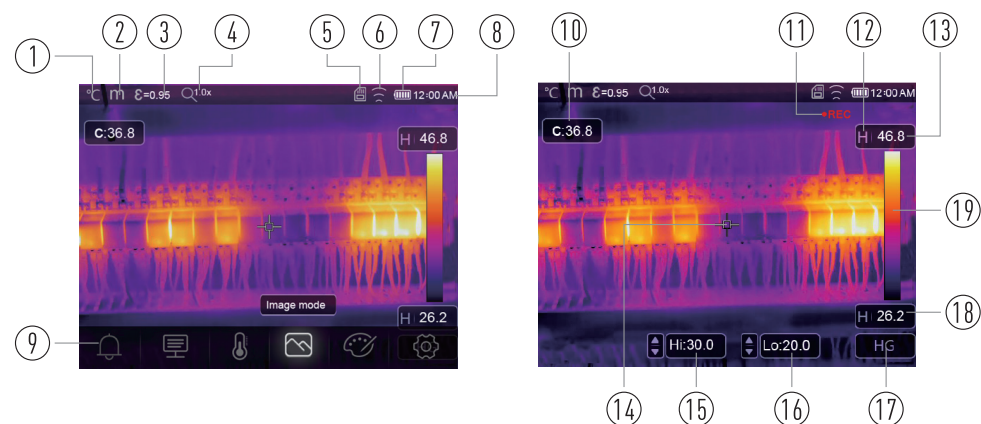 1
2
3
4
5
6
7
8
°C m ε=0.95 1.0x 12:00 AM
C:36.8
H 46.8
Image mode
H 26.2
9
10
11
12
13
°C m ε=0.95 1.0x 12:00 AM
●REC
C:36.8
H 46.8
19
H 26.2
18
Hi:30.0 Lo:20.0 HG
14
15
16
17